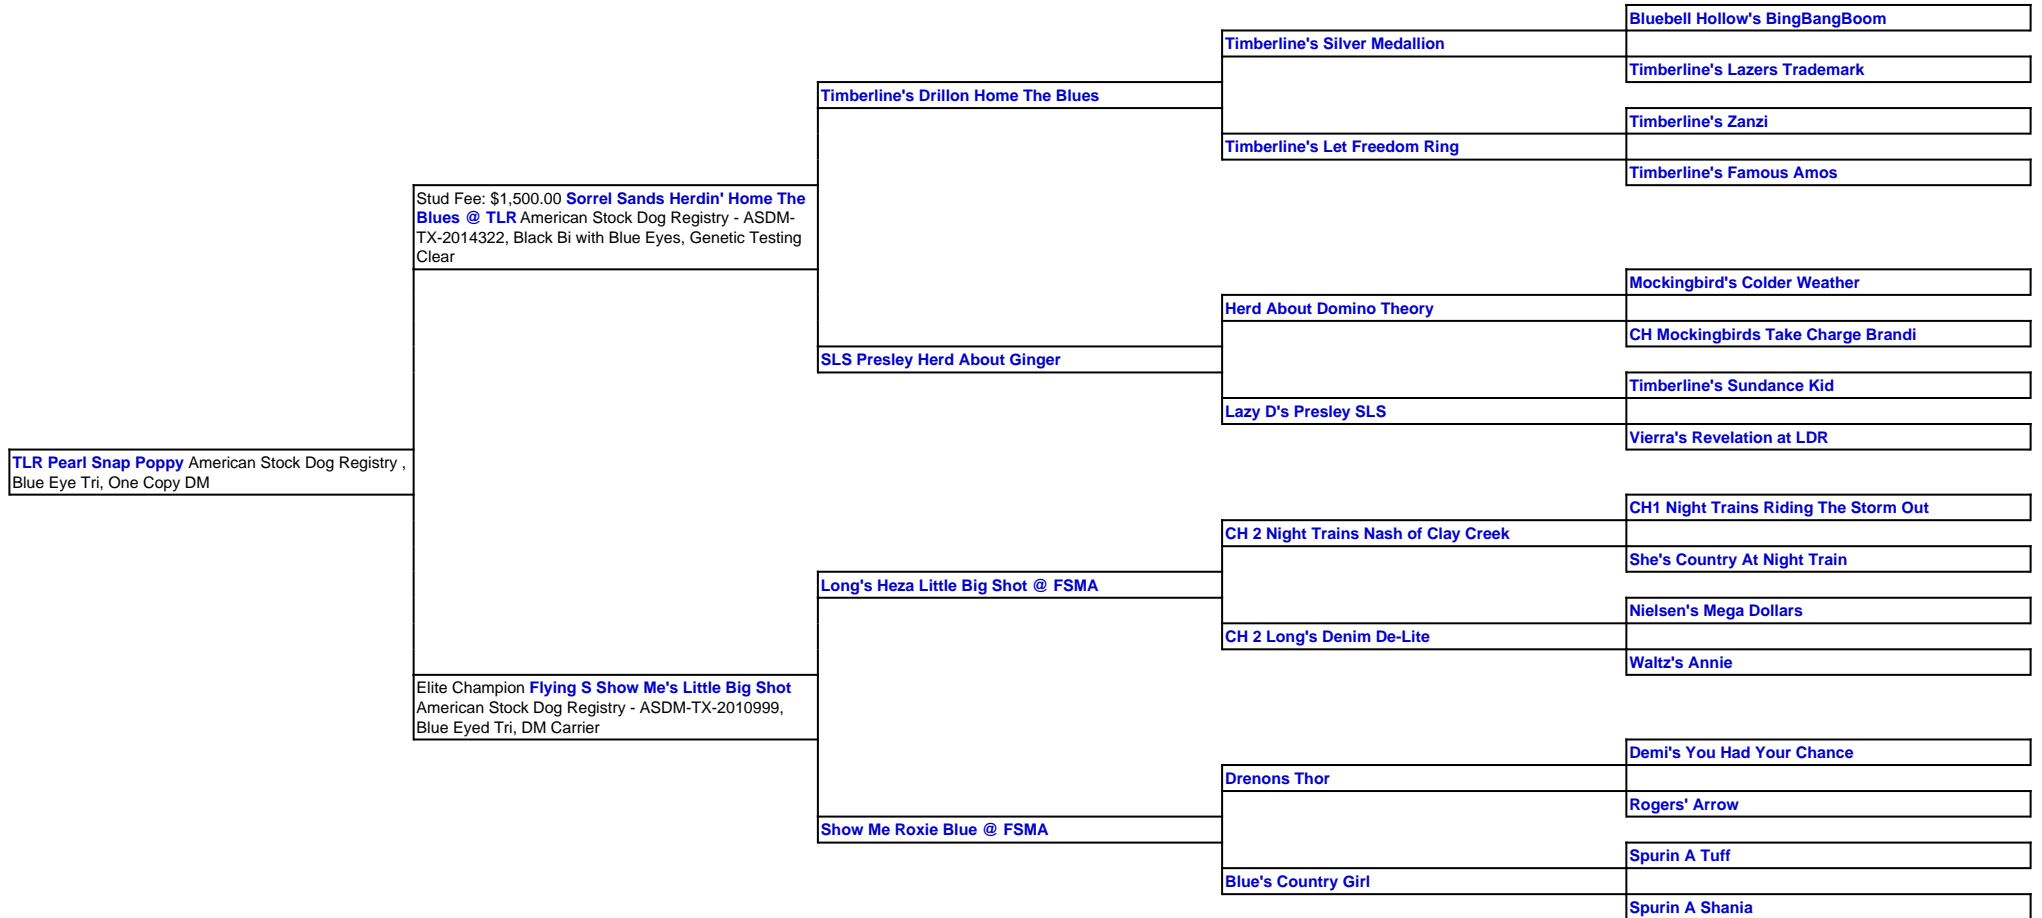 Bluebell Hollow's BingBangBoom
Timberline's Silver Medallion
Timberline's Lazers Trademark
Timberline's Drillon Home The Blues
Timberline's Zanzi
Timberline's Let Freedom Ring
Timberline's Famous Amos
Stud Fee: $1,500.00 Sorrel Sands Herdin' Home The
Blues @ TLR American Stock Dog Registry - ASDM-
TX-2014322, Black Bi with Blue Eyes, Genetic Testing
Clear
Mockingbird's Colder Weather
Herd About Domino Theory
CH Mockingbirds Take Charge Brandi
SLS Presley Herd About Ginger
Timberline's Sundance Kid
Lazy D's Presley SLS
Vierra's Revelation at LDR
TLR Pearl Snap Poppy American Stock Dog Registry ,
Blue Eye Tri, One Copy DM
CH1 Night Trains Riding The Storm Out
CH 2 Night Trains Nash of Clay Creek
She's Country At Night Train
Long's Heza Little Big Shot @ FSMA
Nielsen's Mega Dollars
CH 2 Long's Denim De-Lite
Waltz's Annie
Elite Champion Flying S Show Me's Little Big Shot
American Stock Dog Registry - ASDM-TX-2010999,
Blue Eyed Tri, DM Carrier
Demi's You Had Your Chance
Drenons Thor
Rogers' Arrow
Show Me Roxie Blue @ FSMA
Spurin A Tuff
Blue's Country Girl
Spurin A Shania